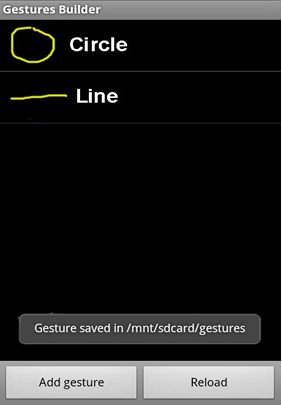 Gestures Builder
Circle
Line
Gesture saved in /mnt/sdcard/gestures
Add gesture
Reload